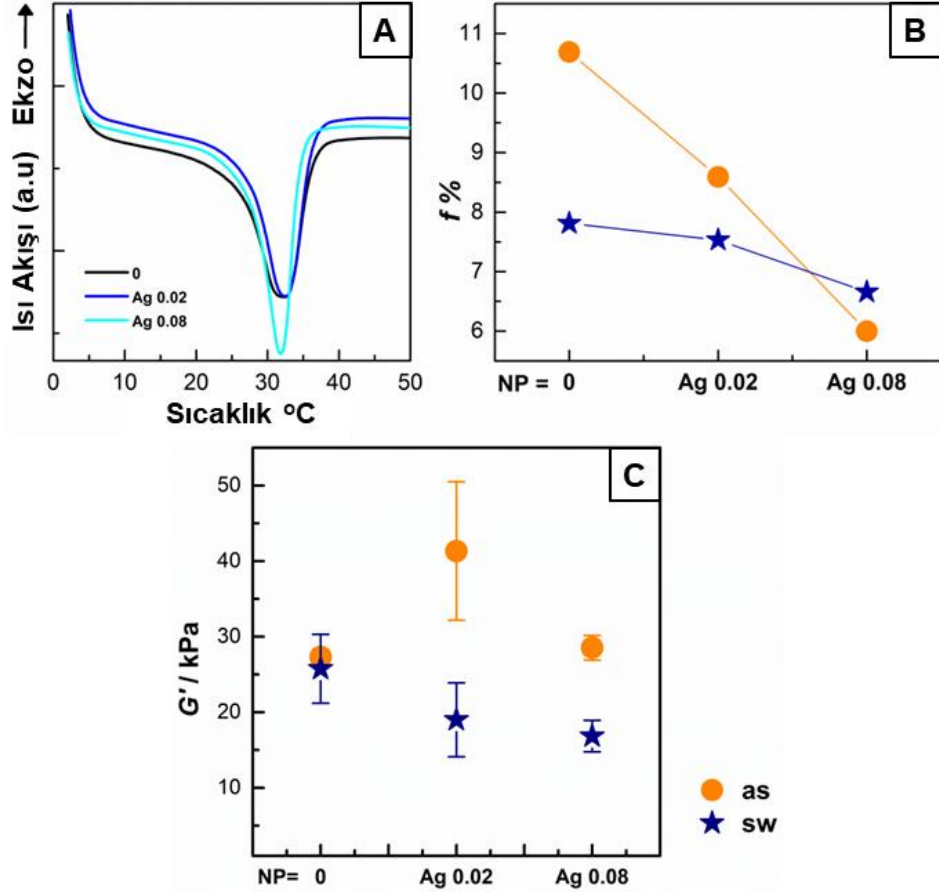 A
Isı Akışı (a.u) Ekzo
0
Ag 0.02
Ag 0.08
0 10 20 30 40 50
Sıcaklık ᵒC
B
f %
11
10
9
8
7
6
NP = 0 Ag 0.02 Ag 0.08
C
G' / kPa
50
40
30
20
10
NP= 0 Ag 0.02 Ag 0.08
as
sw